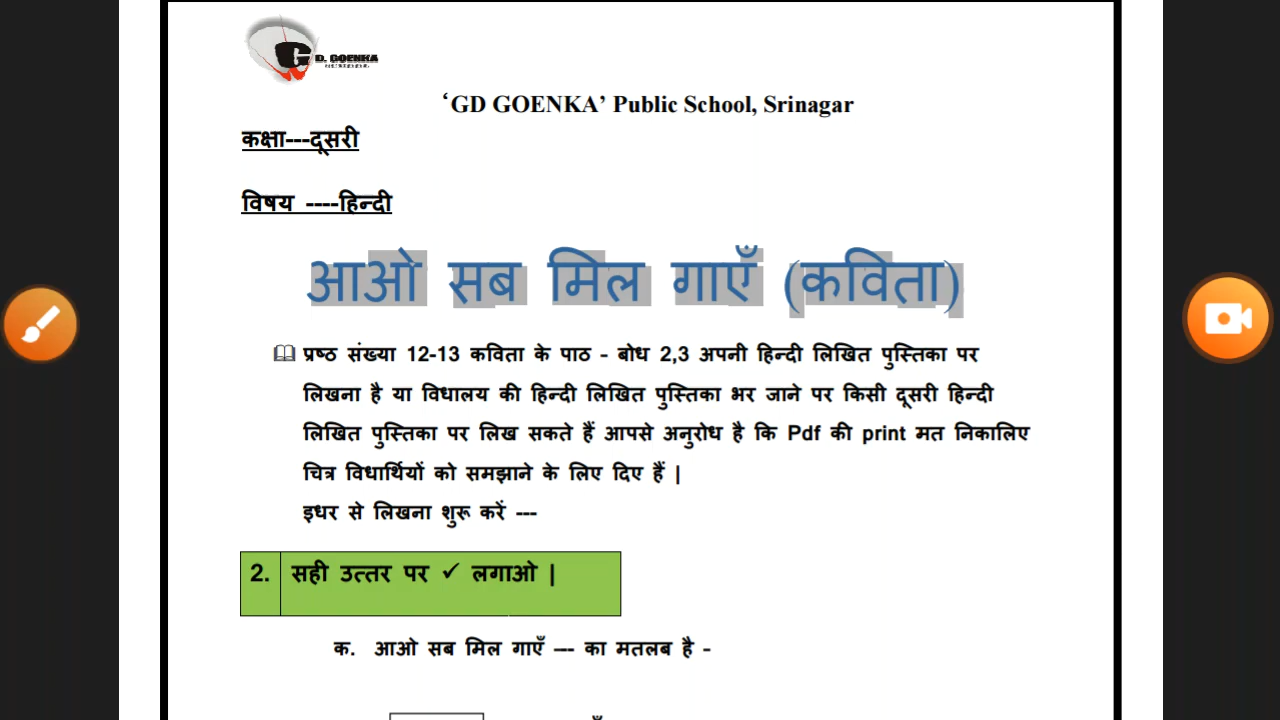 D. GOENKA
'GD GOENKA' Public School, Srinagar
कक्षा---दूसरी
विषय ----हिन्दी
आओ सब मिल गाएँ (कविता)
प्रष्ठ संख्या 12-13 कविता के पाठ - बोध 2,3 अपनी हिन्दी लिखित पुस्तिका पर
लिखना है या विधालय की हिन्दी लिखित पुस्तिका भर जाने पर किसी दूसरी हिन्दी
लिखित पुस्तिका पर लिख सकते हैं आपसे अनुरोध है कि Pdf की print मत निकालिए
चित्र विधार्थियों को समझाने के लिए दिए हैं |
इधर से लिखना शुरू करें ---
2. सही उत्तर पर ✓ लगाओ |
क. आओ सब मिल गाएँ --- का मतलब है -